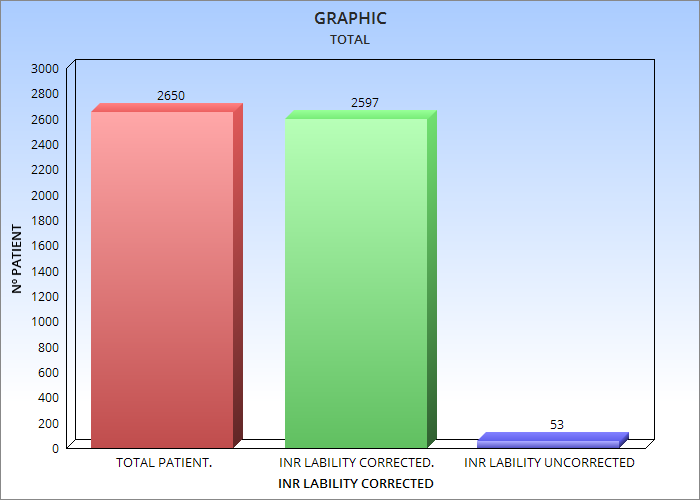 GRAPHIC
TOTAL
3000
2800
2600
2400
2200
2000
1800
1600
1400
1200
1000
800
600
400
200
0
Nº PATIENT
2650
2597
53
TOTAL PATIENT.
INR LABILITY CORRECTED.
INR LABILITY UNCORRECTED
INR LABILITY CORRECTED